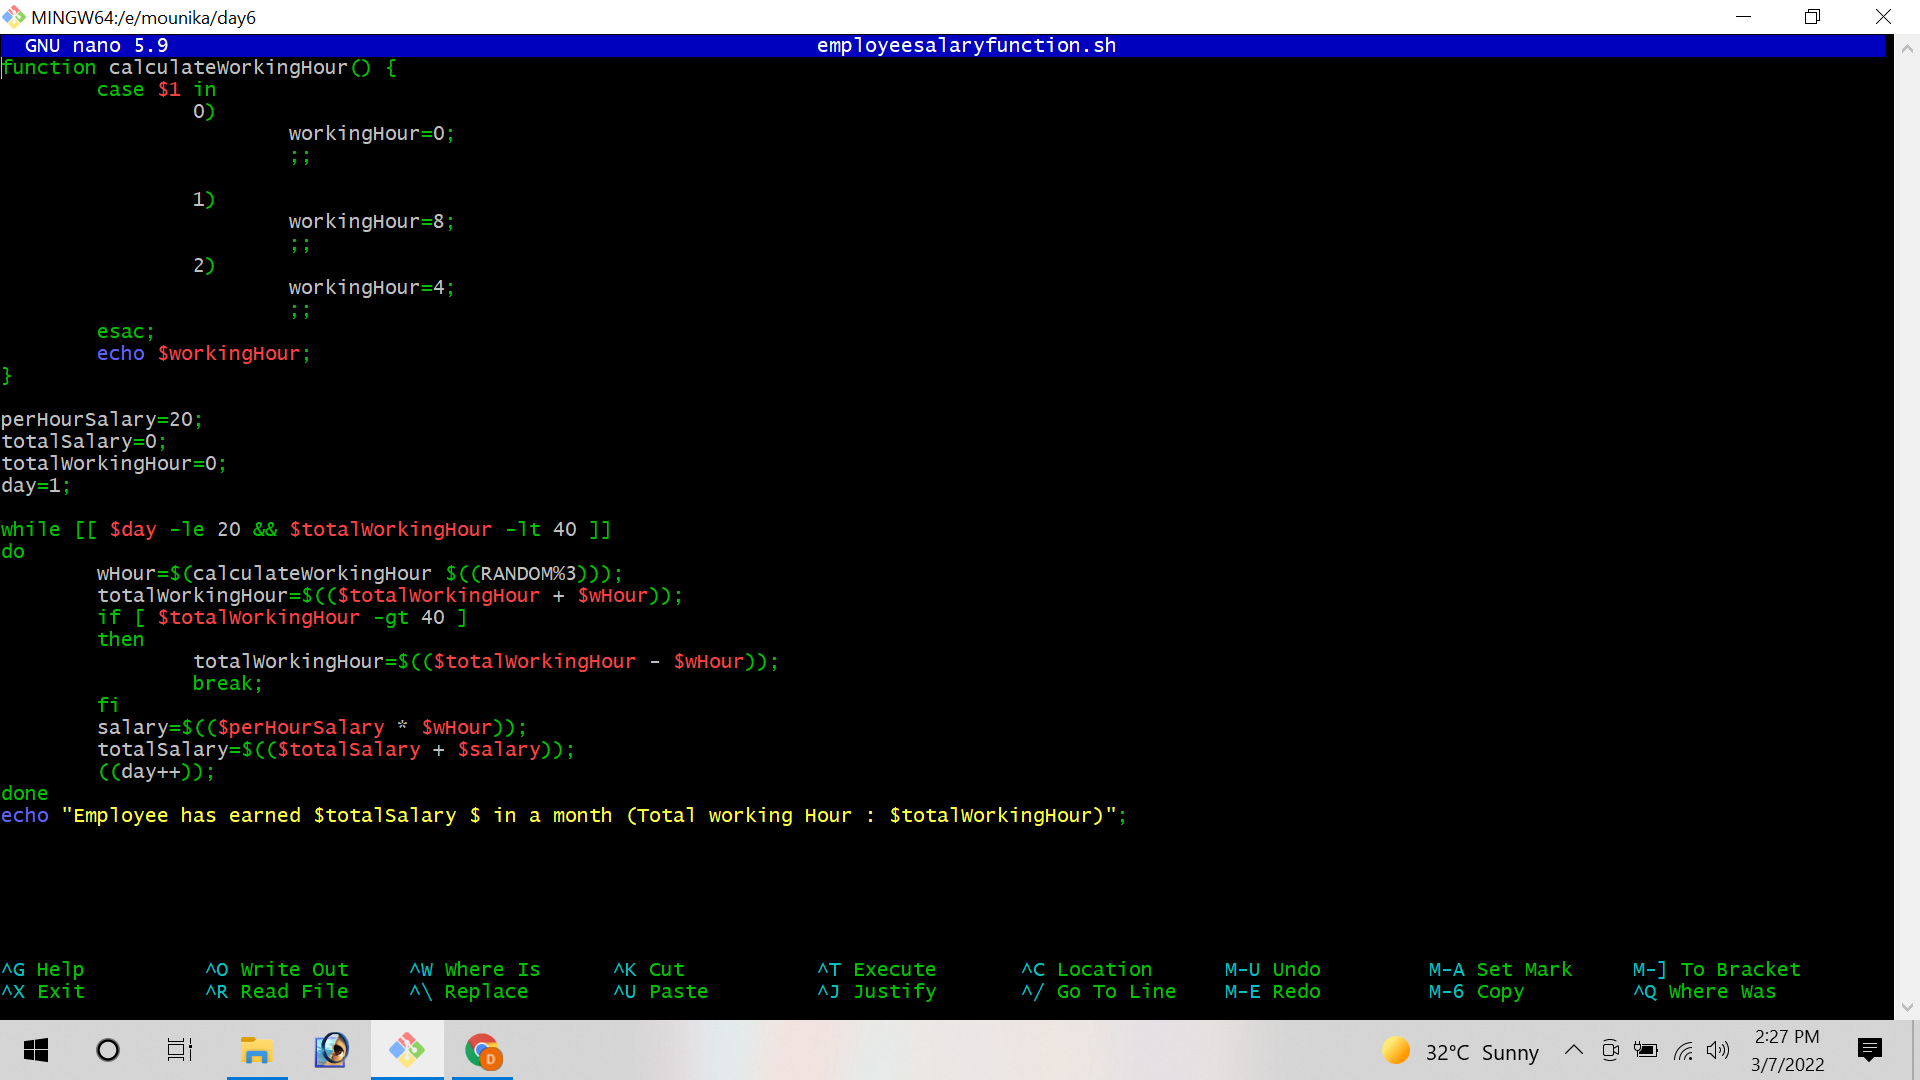 MINGW64:/e/mounika/day6
GNU nano 5.9 employeesalaryfunction.sh
function calculateWorkingHour() {
        case $1 in
                0)
                        workingHour=0;
                        ;;

                1)
                        workingHour=8;
                        ;;
                2)
                        workingHour=4;
                        ;;
        esac;
        echo $workingHour;
}

perHourSalary=20;
totalSalary=0;
totalWorkingHour=0;
day=1;

while [[ $day -le 20 && $totalWorkingHour -lt 40 ]]
do
        wHour=$(calculateWorkingHour $((RANDOM%3)));
        totalWorkingHour=$(($totalWorkingHour + $wHour));
        if [ $totalWorkingHour -gt 40 ]
        then
                totalWorkingHour=$(($totalWorkingHour - $wHour));
                break;
        fi
        salary=$(($perHourSalary * $wHour));
        totalSalary=$(($totalSalary + $salary));
        ((day++));
done
echo "Employee has earned $totalSalary $ in a month (Total working Hour : $totalWorkingHour)";
^G Help ^O Write Out ^W Where Is ^K Cut ^T Execute ^C Location M-U Undo M-A Set Mark M-] To Bracket
^X Exit ^R Read File ^\ Replace ^U Paste ^J Justify ^/ Go To Line M-E Redo M-6 Copy ^Q Where Was
D
32°C Sunny
2:27 PM
3/7/2022